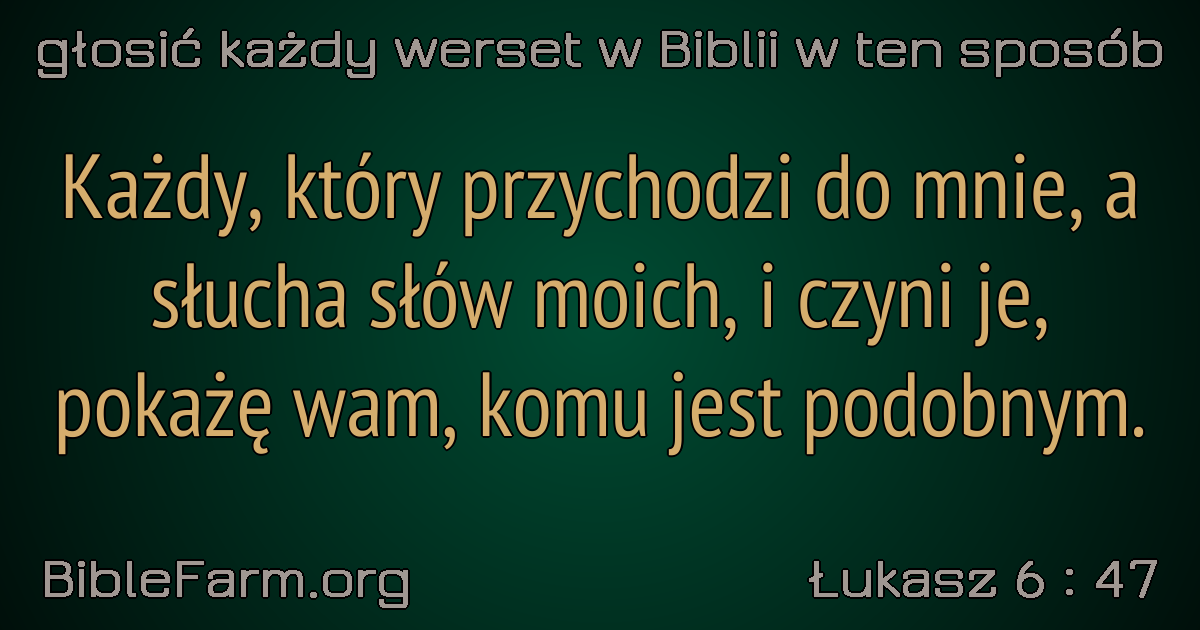 głosić każdy werset w Biblii w ten sposób
Każdy, który przychodzi do mnie, a
słucha słów moich, i czyni je,
pokażę wam, komu jest podobnym.
BibleFarm.org
Łukasz 6 : 47